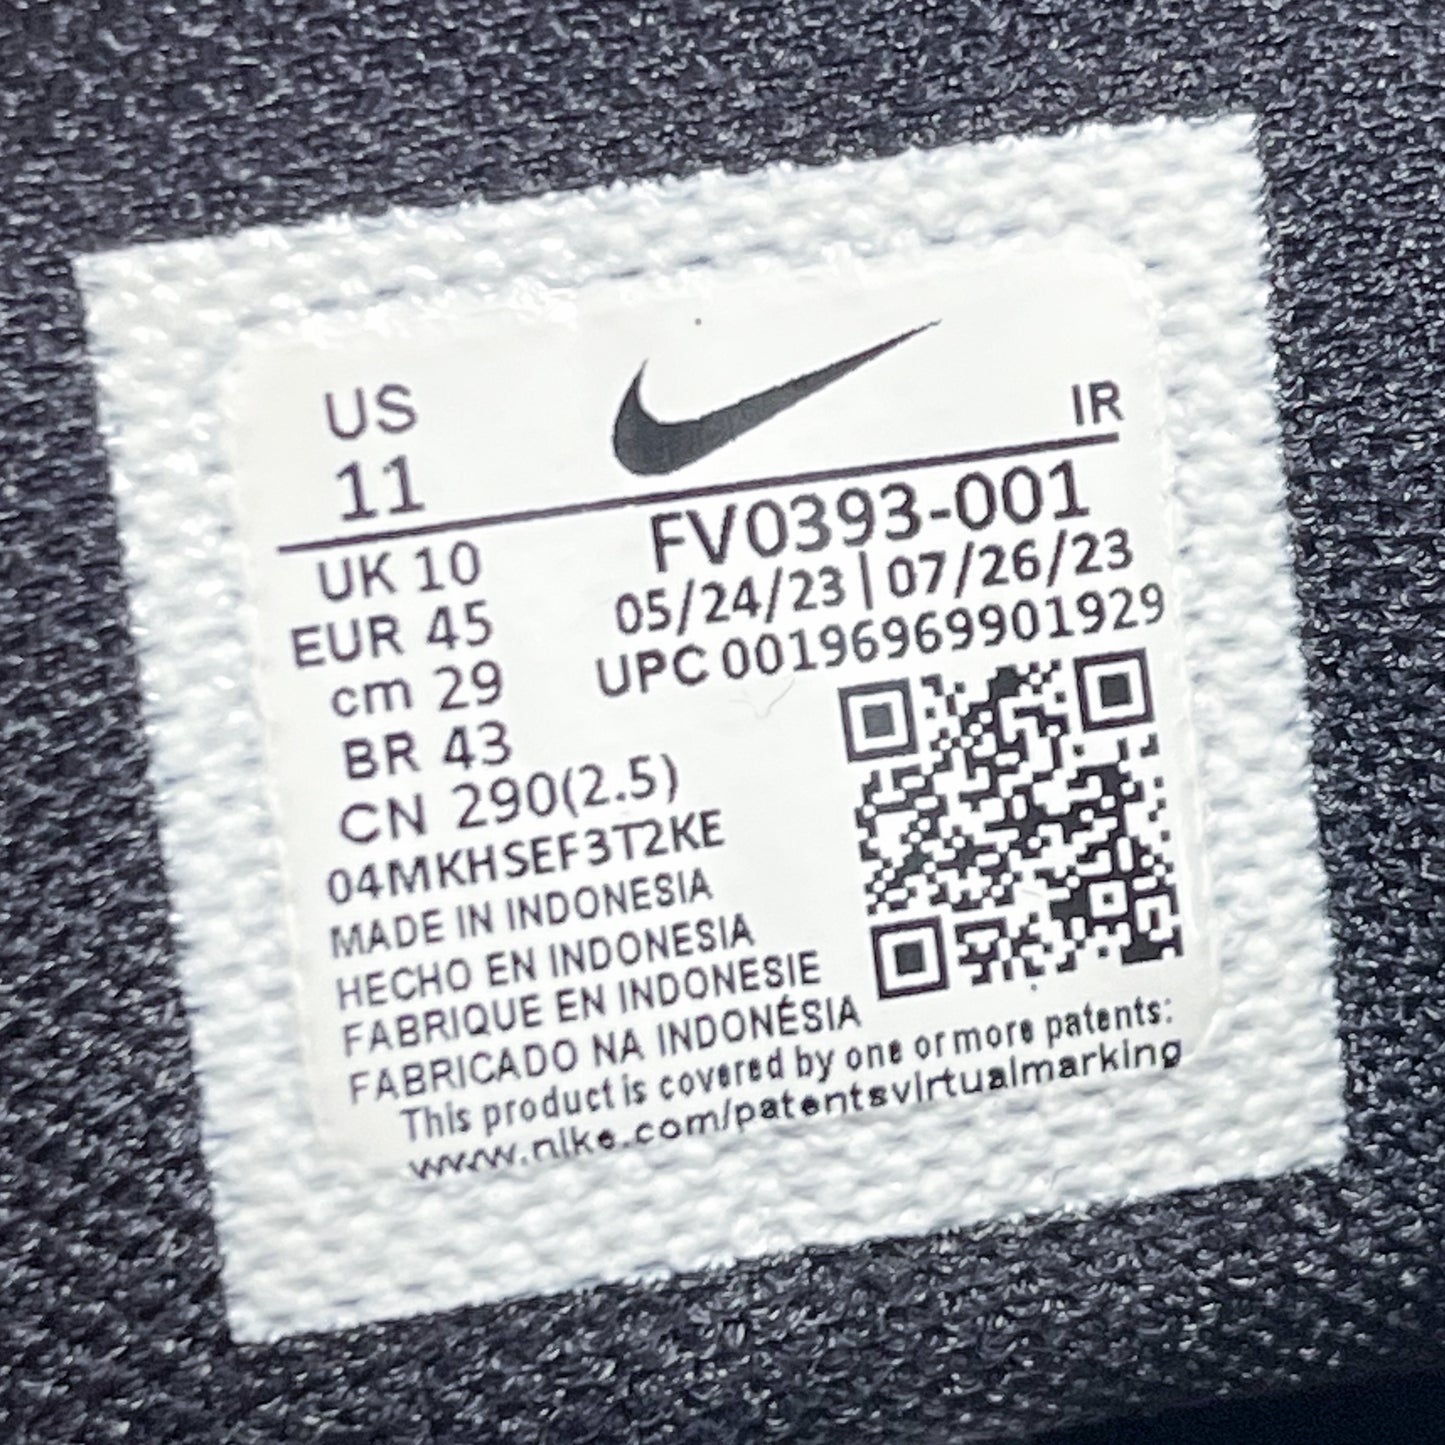 US
11
IR
UK 10
EUR 45
cm 29
BR 43
CN 290(2.5)
FV0393-001
05/24/23|07/26/23
UPC 00196969901929
04MKHSEF3T2KE
MADE IN INDONESIA
HECHO EN INDONESIA
FABRIQUE EN INDONESIE
FABRICADO NA INDONÉSIA
This product is covered by one or more patents:
www.nike.com/patentsvirtualmarking